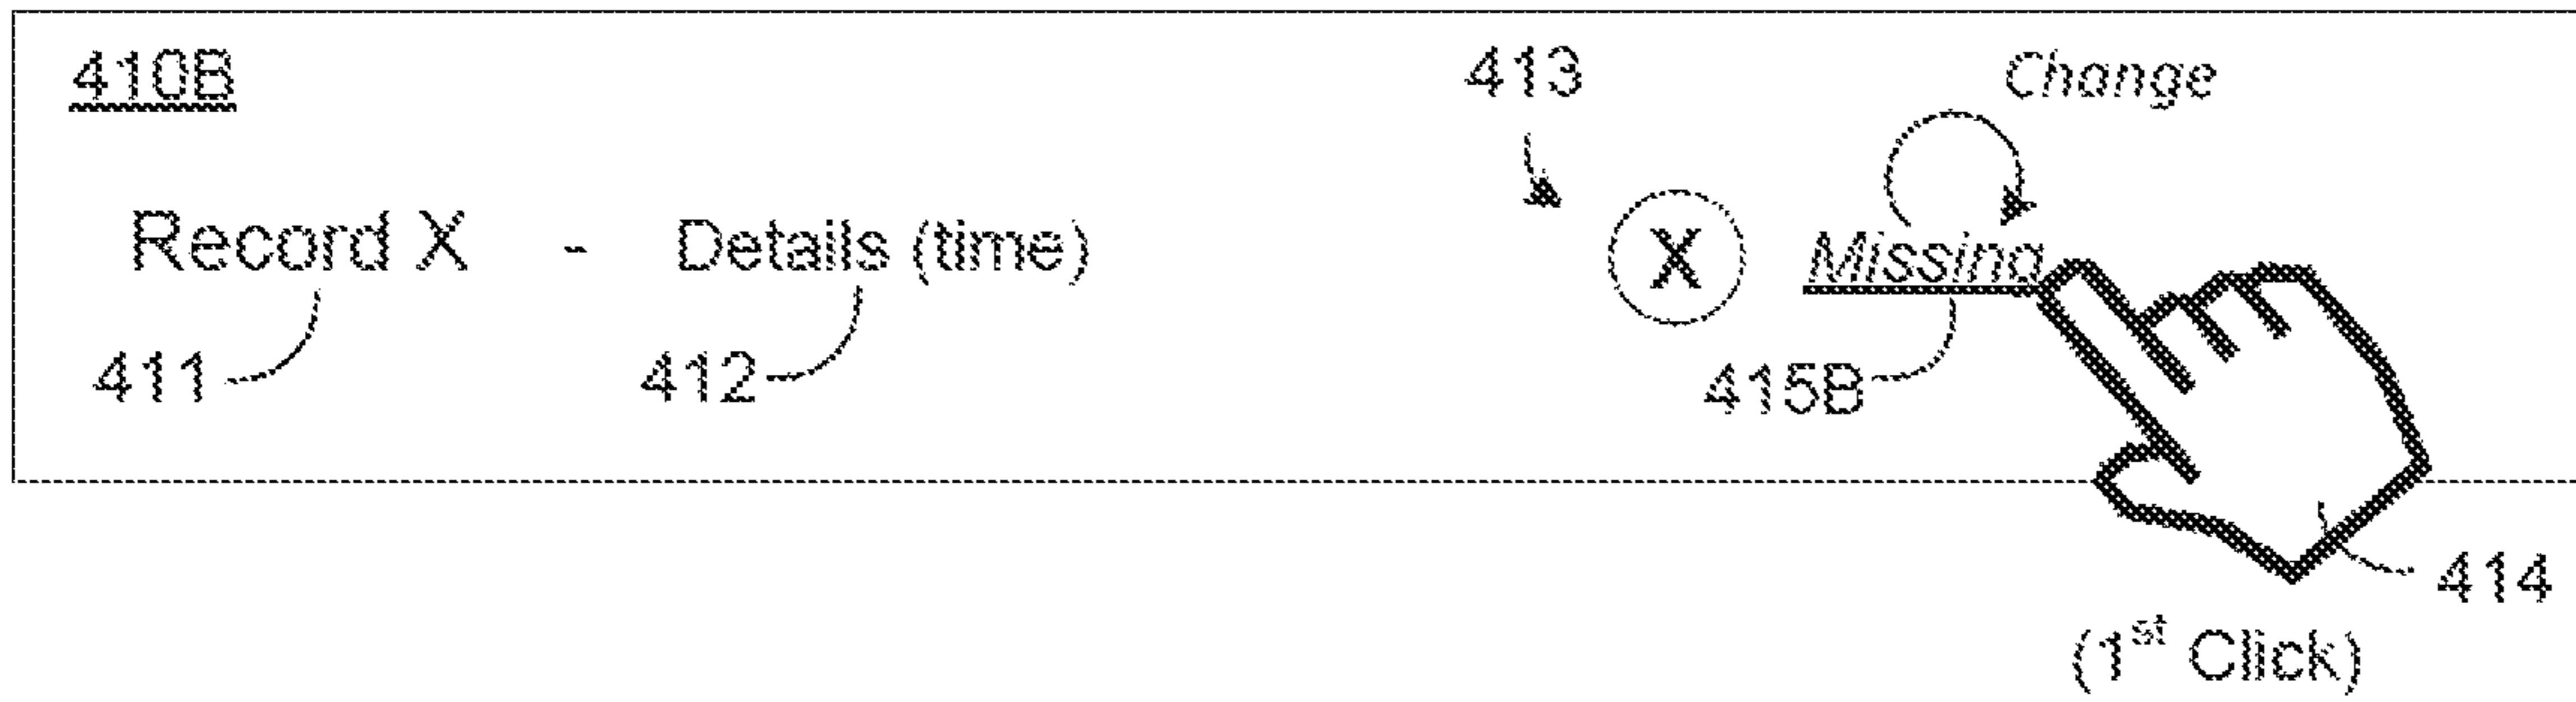 410B
413
Change
Record X - Details (time)
X Missing
411
412
415B
414
(1st Click)